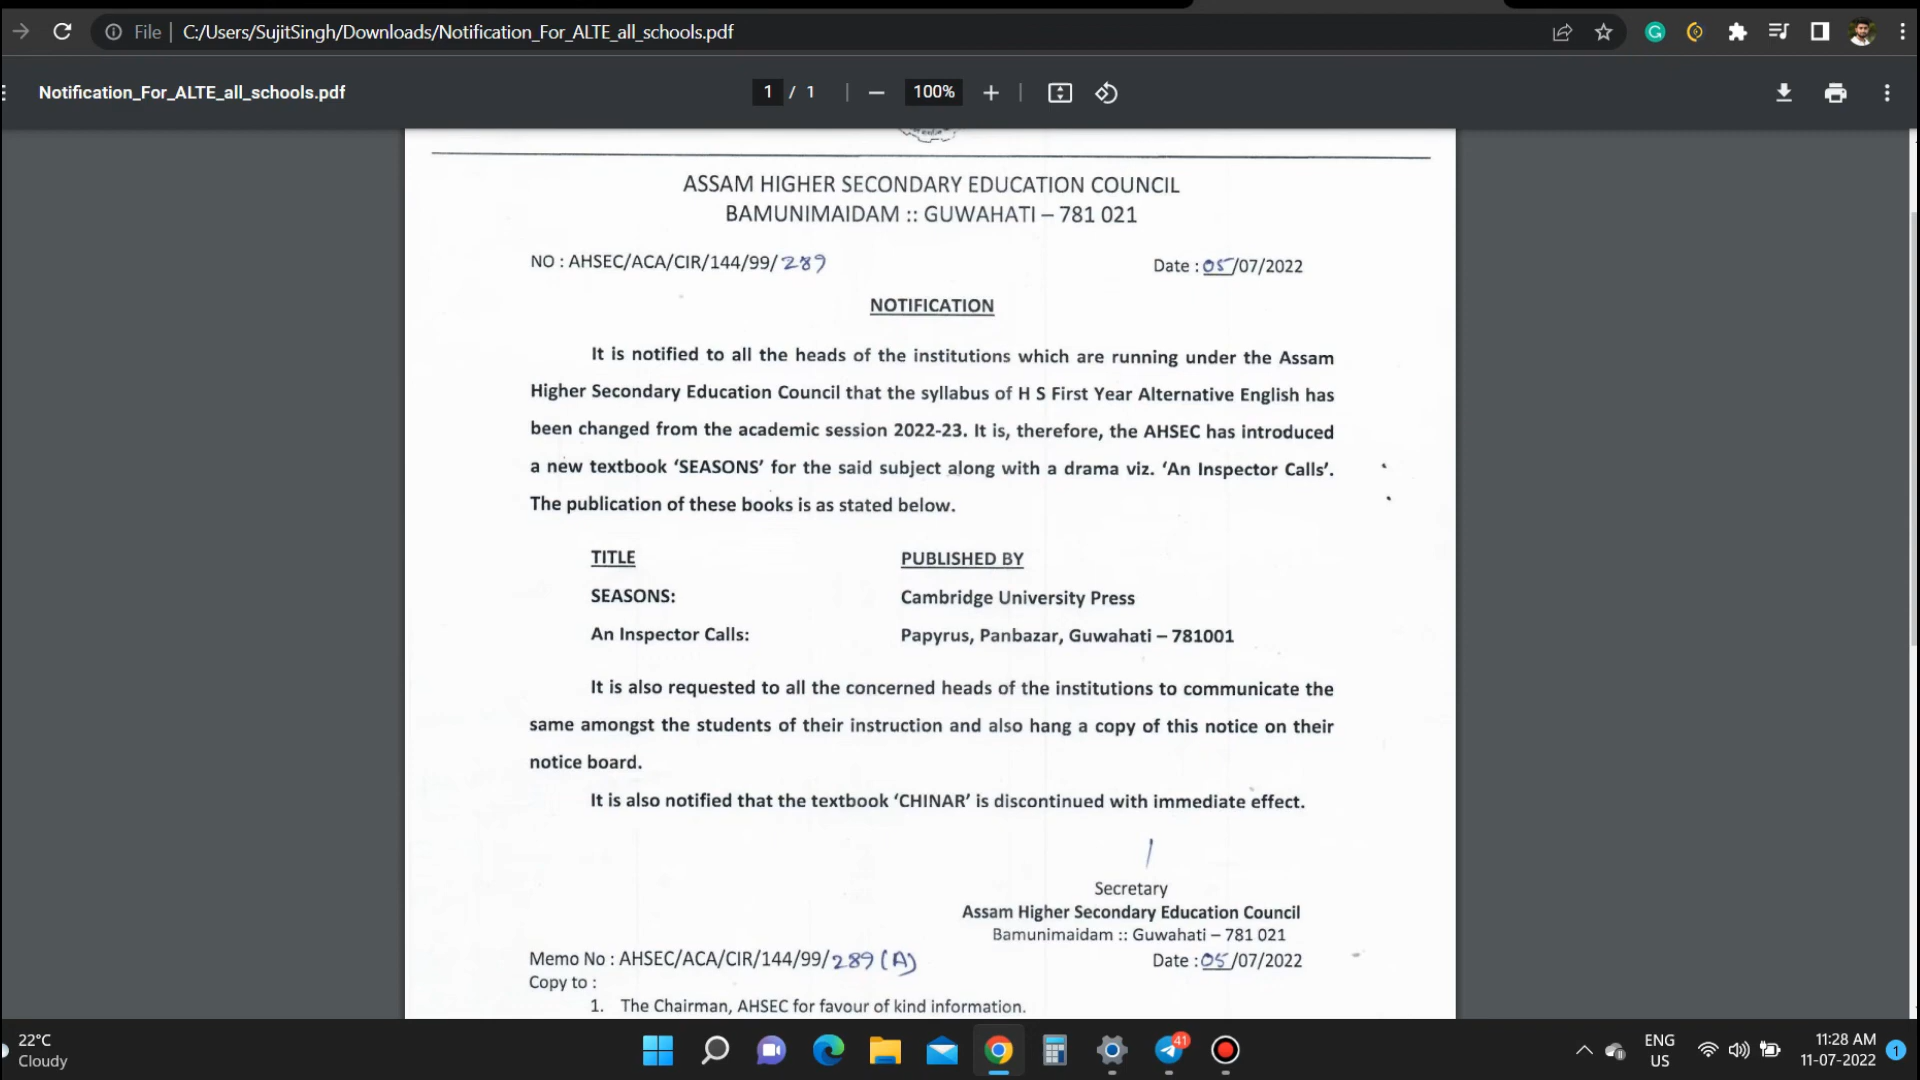 File | C:/Users/SujitSingh/Downloads/Notification_For_ALTE_all_schools.pdf
Notification_For_ALTE_all_schools.pdf
1 / 1 | − 100% + |
ASSAM HIGHER SECONDARY EDUCATION COUNCIL
BAMUNIMAIDAM :: GUWAHATI – 781 021
NO : AHSEC/ACA/CIR/144/99/289 Date : 05/07/2022
NOTIFICATION
It is notified to all the heads of the institutions which are running under the Assam
Higher Secondary Education Council that the syllabus of H S First Year Alternative English has
been changed from the academic session 2022-23. It is, therefore, the AHSEC has introduced
a new textbook ‘SEASONS’ for the said subject along with a drama viz. ‘An Inspector Calls’.
The publication of these books is as stated below.
TITLE PUBLISHED BY
SEASONS: Cambridge University Press
An Inspector Calls: Papyrus, Panbazar, Guwahati – 781001
It is also requested to all the concerned heads of the institutions to communicate the
same amongst the students of their instruction and also hang a copy of this notice on their
notice board.
It is also notified that the textbook ‘CHINAR’ is discontinued with immediate effect.
Secretary
Assam Higher Secondary Education Council
Bamunimaidam :: Guwahati – 781 021
Memo No : AHSEC/ACA/CIR/144/99/289(A) Date : 05/07/2022
Copy to :
1. The Chairman, AHSEC for favour of kind information.
22°C
Cloudy
41
ENG
US
11:28 AM
11-07-2022
1